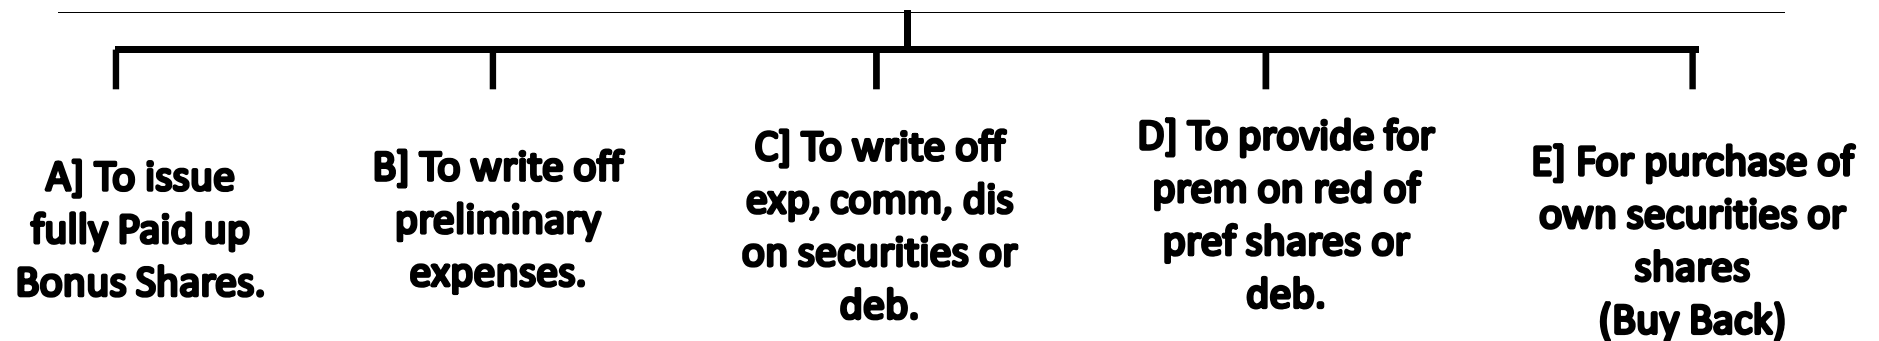 A] To issue
fully Paid up
Bonus Shares.
B] To write off
preliminary
expenses.
C] To write off
exp, comm, dis
on securities or
deb.
D] To provide for
prem on red of
pref shares or
deb.
E] For purchase of
own securities or
shares
(Buy Back)